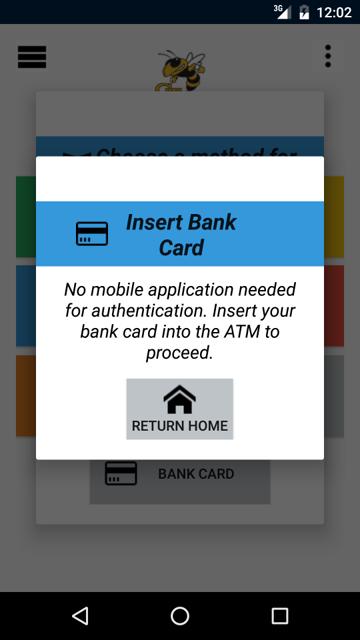 3G
12:02
Choose a method for
Insert Bank
Card
No mobile application needed
for authentication. Insert your
bank card into the ATM to
proceed.
RETURN HOME
BANK CARD